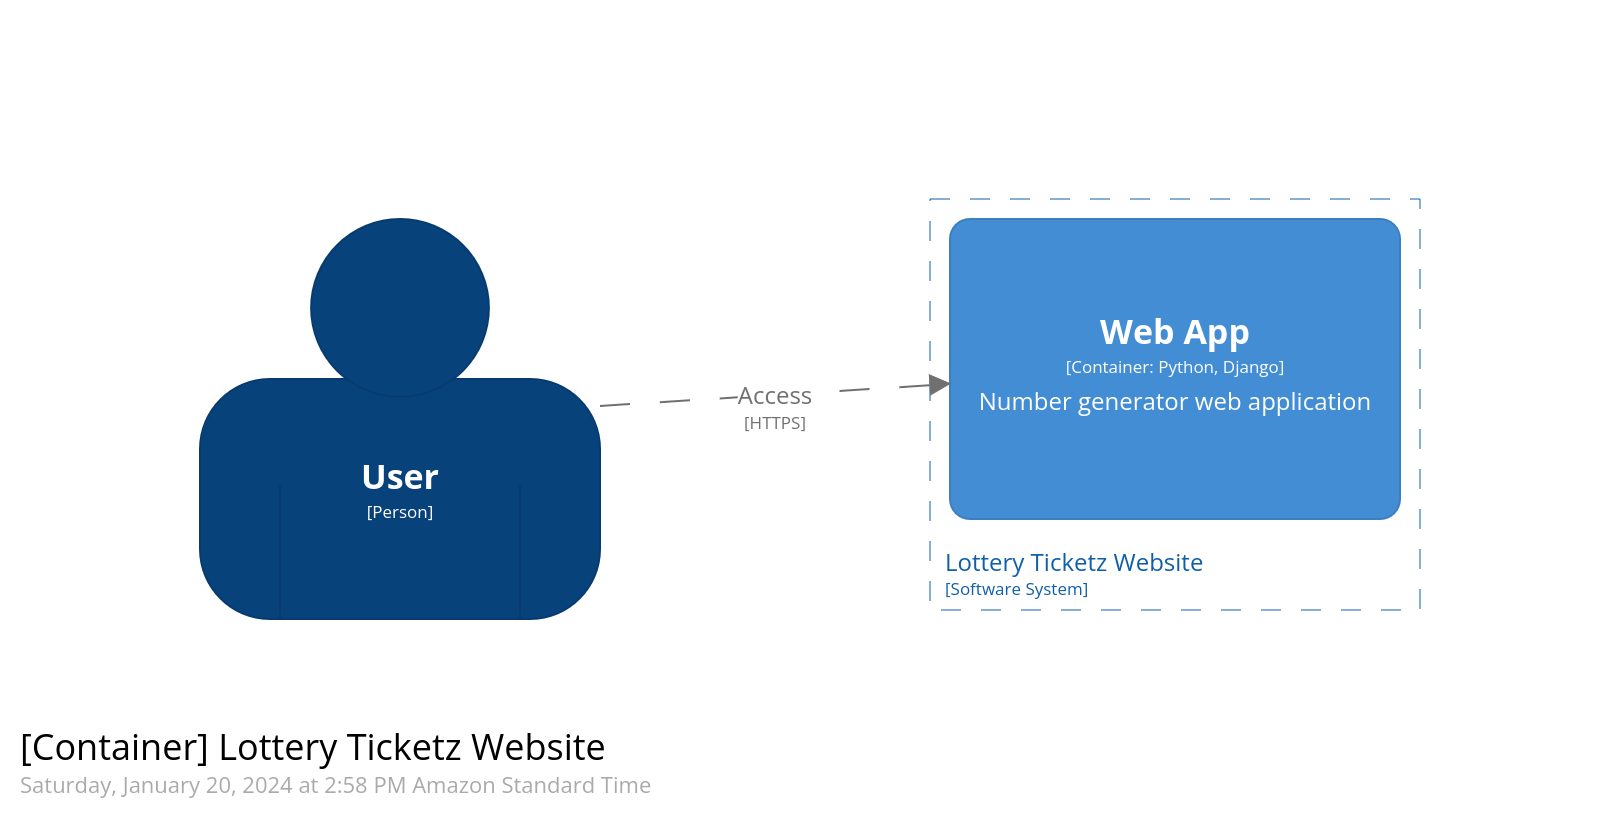 User
[Person]
Access
[HTTPS]
Web App
[Container: Python, Django]
Number generator web application
Lottery Ticketz Website
[Software System]
[Container] Lottery Ticketz Website
Saturday, January 20, 2024 at 2:58 PM Amazon Standard Time